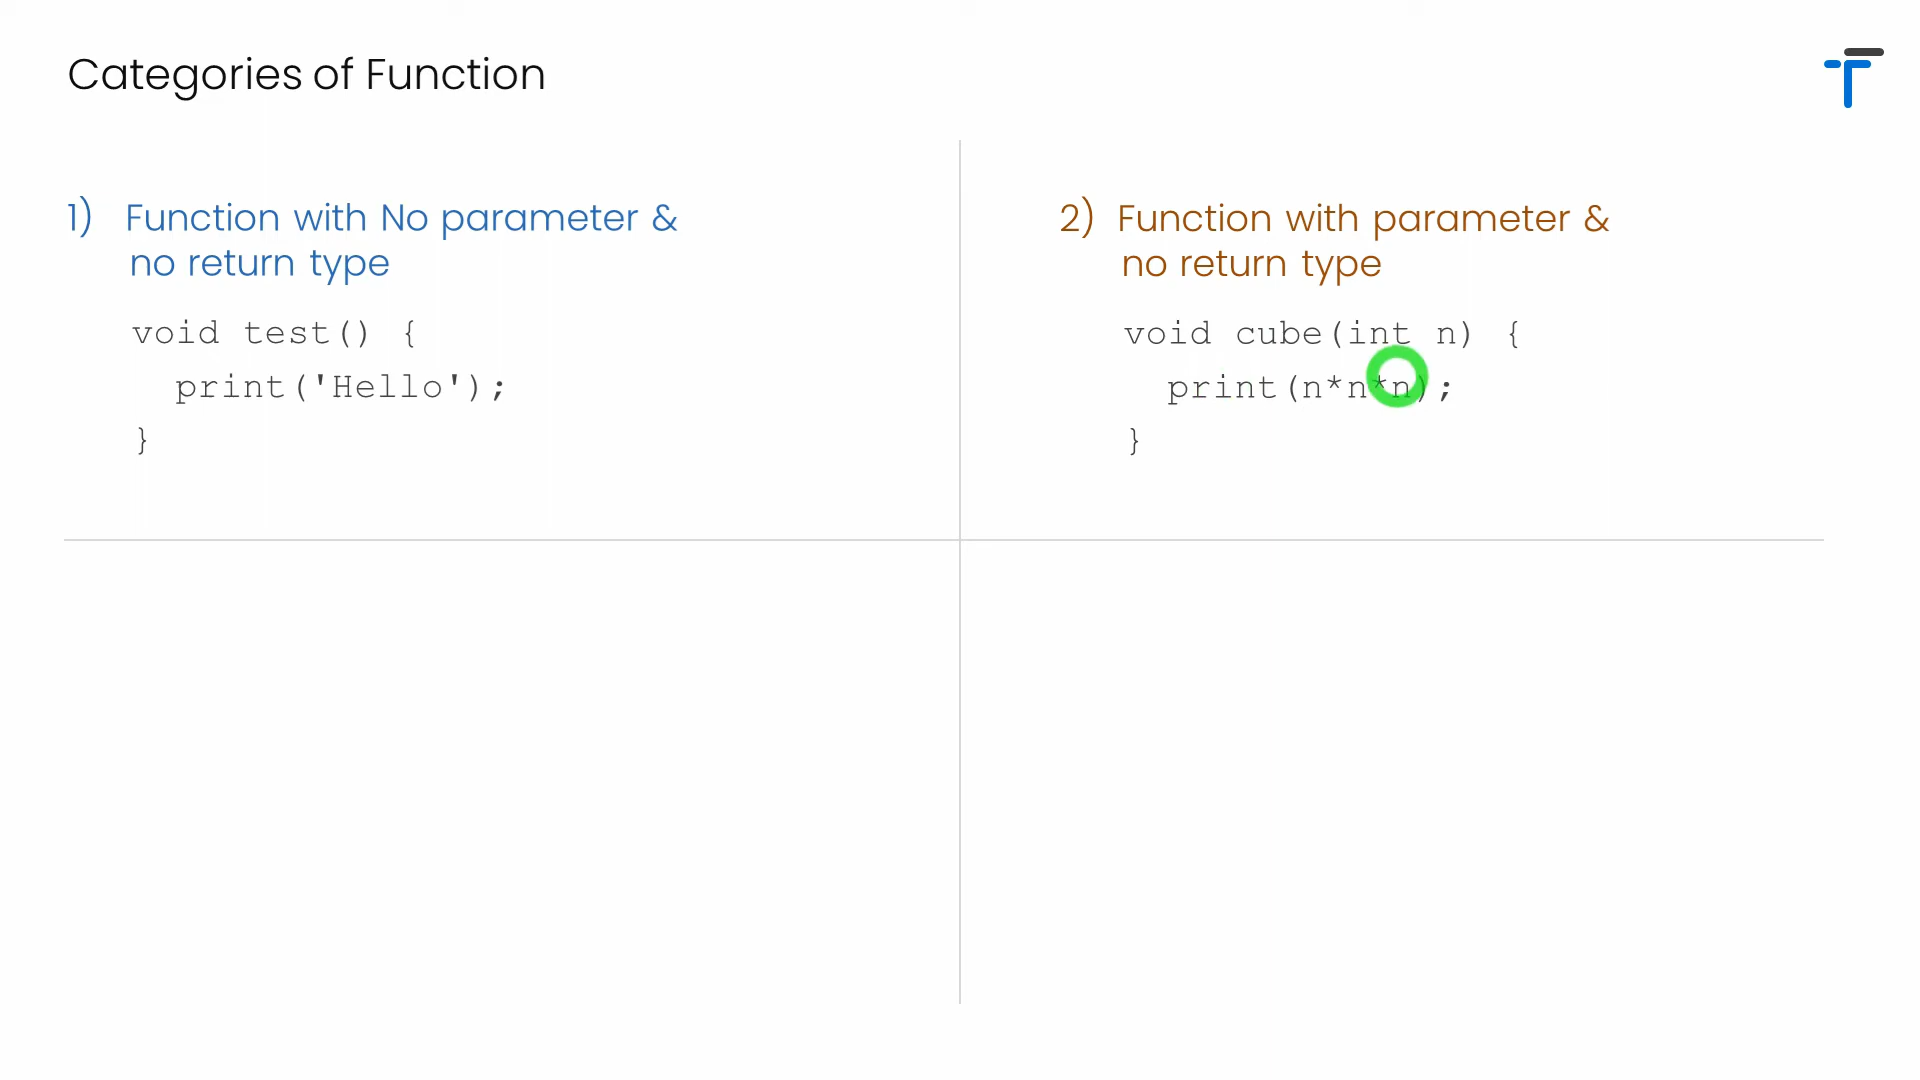 Categories of Function
1) Function with No parameter &
no return type
void test() {
print('Hello');
}
2) Function with parameter &
no return type
void cube(int n) {
print(n*n*n);
}